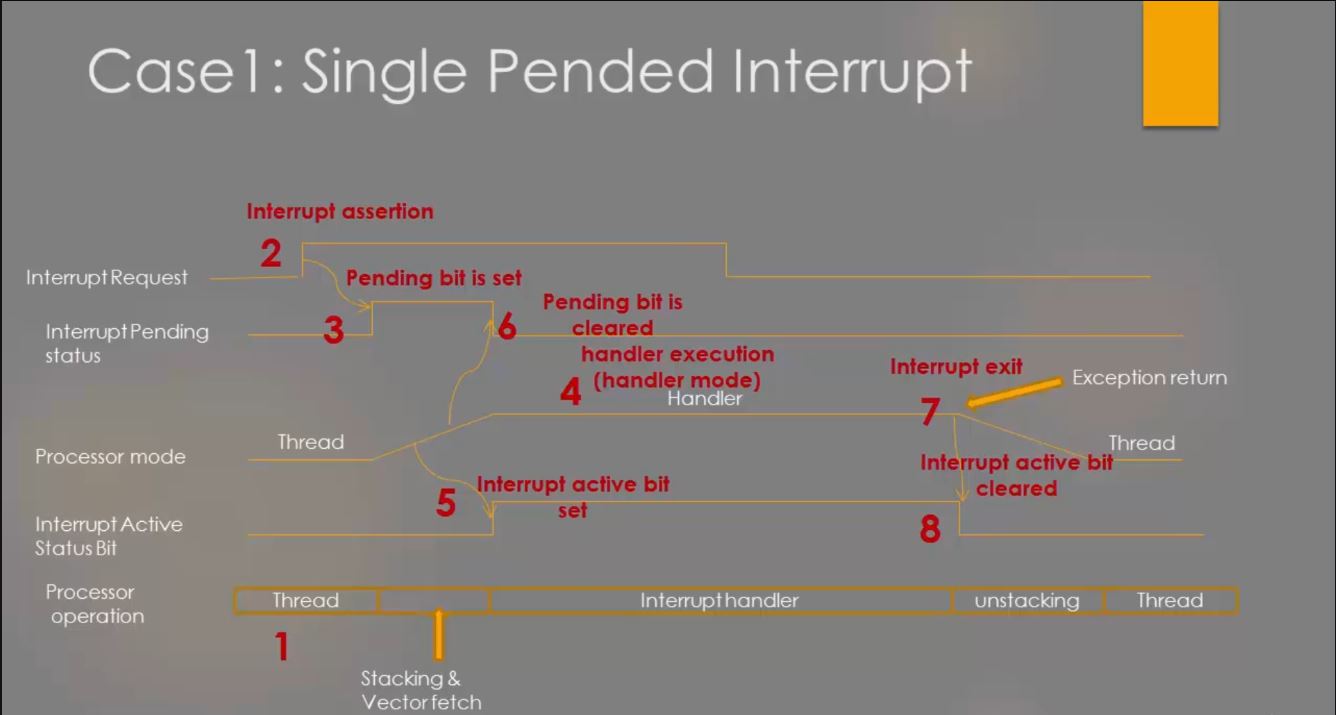 Case1: Single Pended Interrupt
Interrupt assertion
2
Interrupt Request
Pending bit is set
Interrupt Pending
status
3
6
Pending bit is
cleared
handler execution
(handler mode)
4
Handler
Interrupt exit
7
Exception return
Processor mode
Thread
Thread
Interrupt active bit
cleared
5
Interrupt active bit
set
8
Interrupt Active
Status Bit
Processor
operation
Thread
Interrupt handler
unstacking
Thread
1
Stacking &
Vector fetch